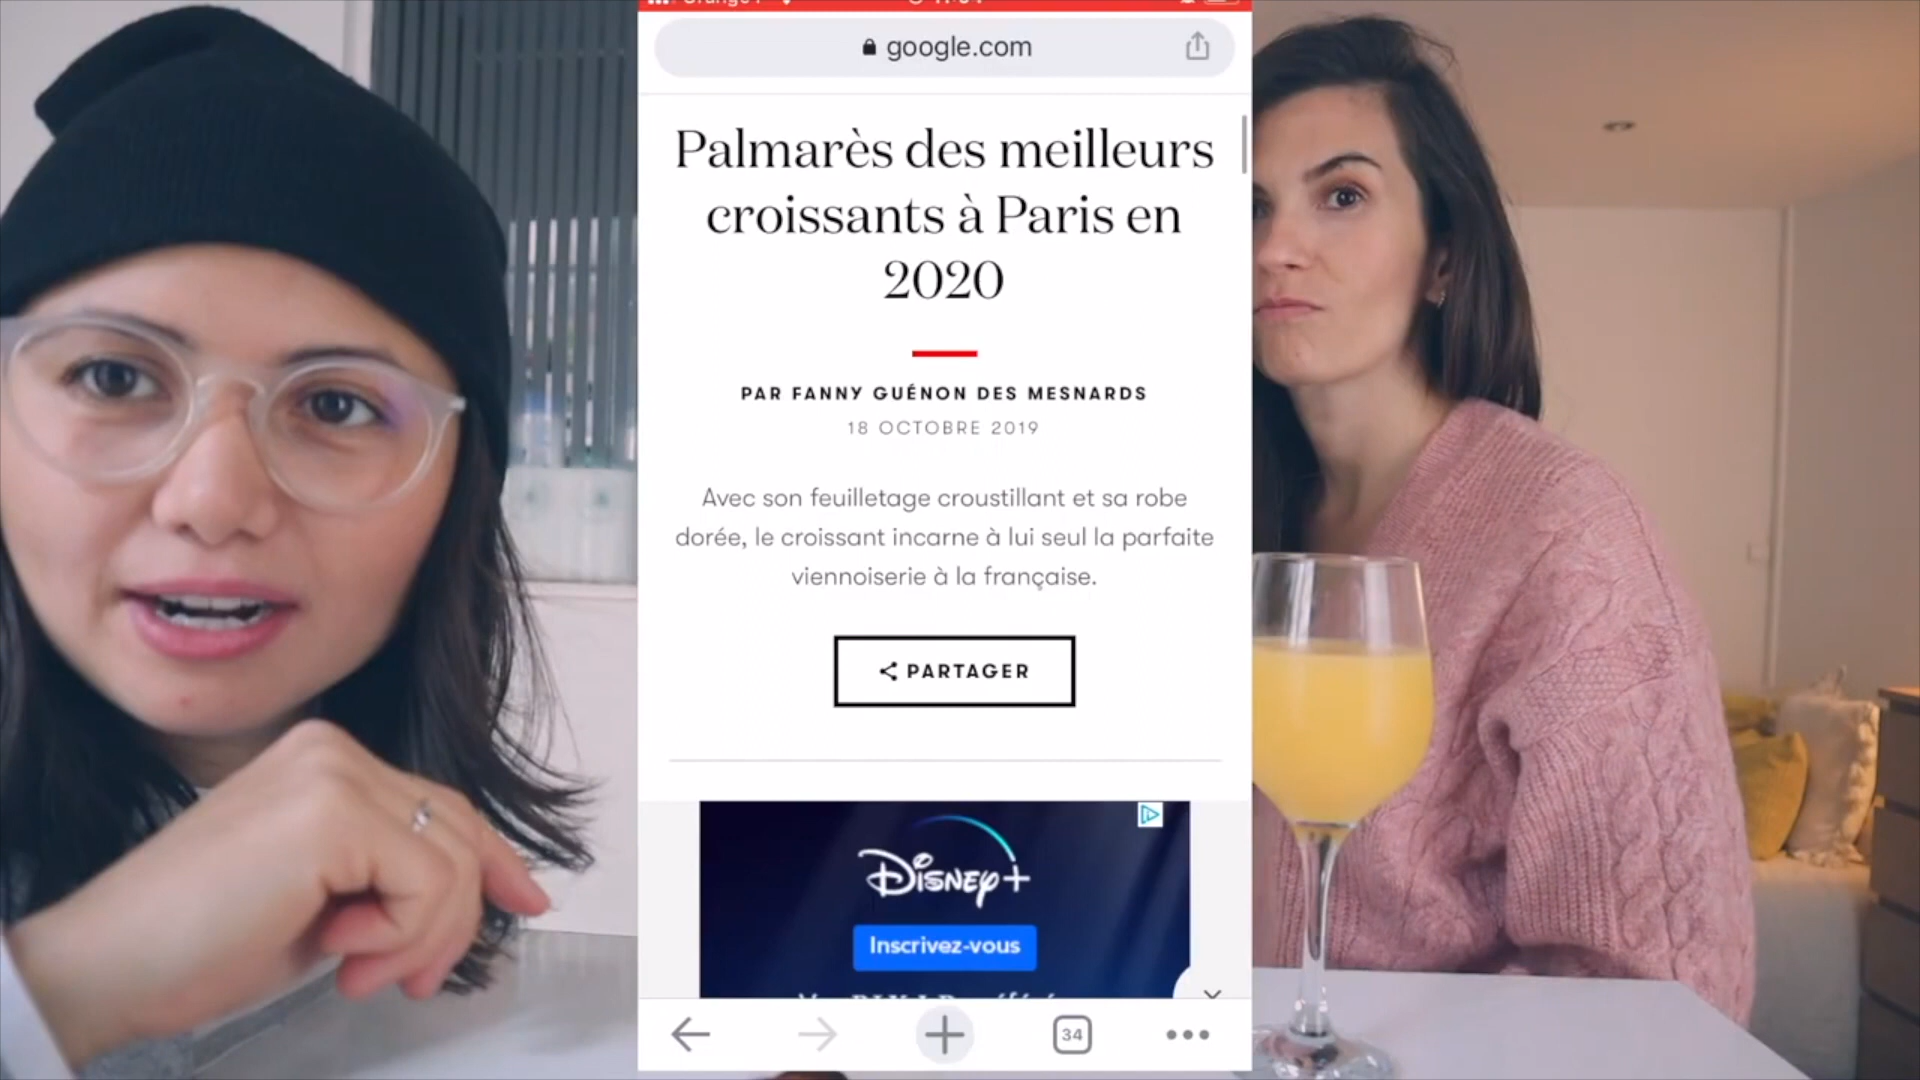 google.com
Palmarès des meilleurs
croissants à Paris en
2020
PAR FANNY GUÉNON DES MESNARDS
18 OCTOBRE 2019
Avec son feuilletage croustillant et sa robe
dorée, le croissant incarne à lui seul la parfaite
viennoiserie à la française.
PARTAGER
Disney+
Inscrivez-vous
34